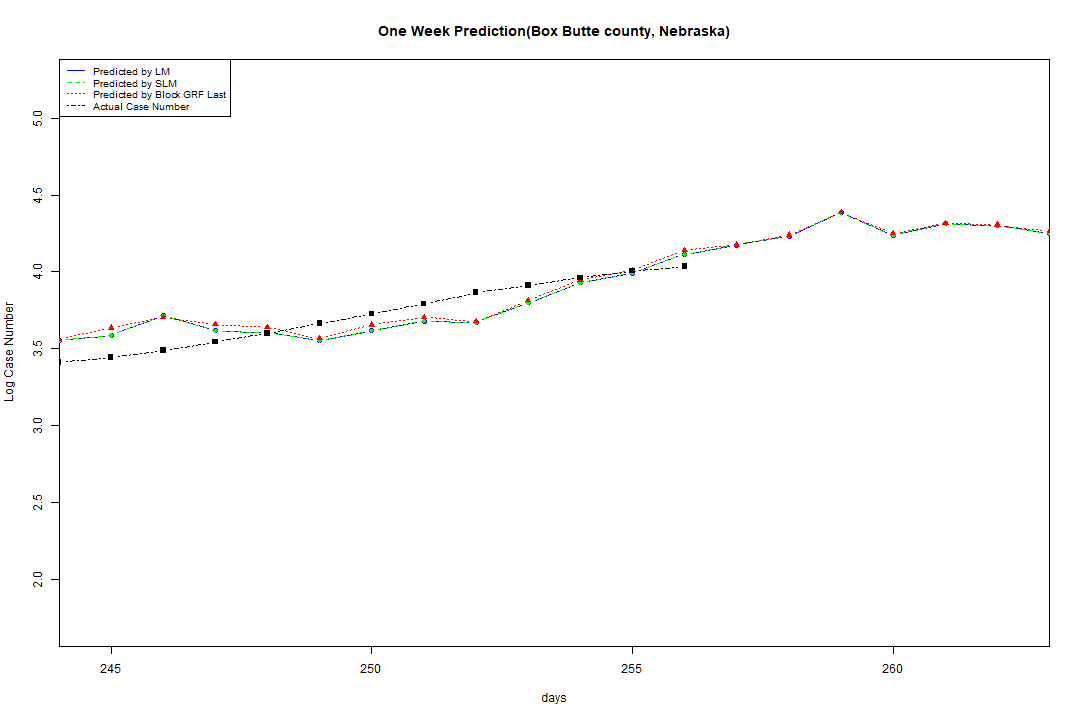 One Week Prediction(Box Butte county, Nebraska)
Predicted by LM
Predicted by SLM
Predicted by Block GRF Last
Actual Case Number
5.0
4.5
4.0
3.5
3.0
2.5
2.0
Log Case Number
245 250 255 260
days